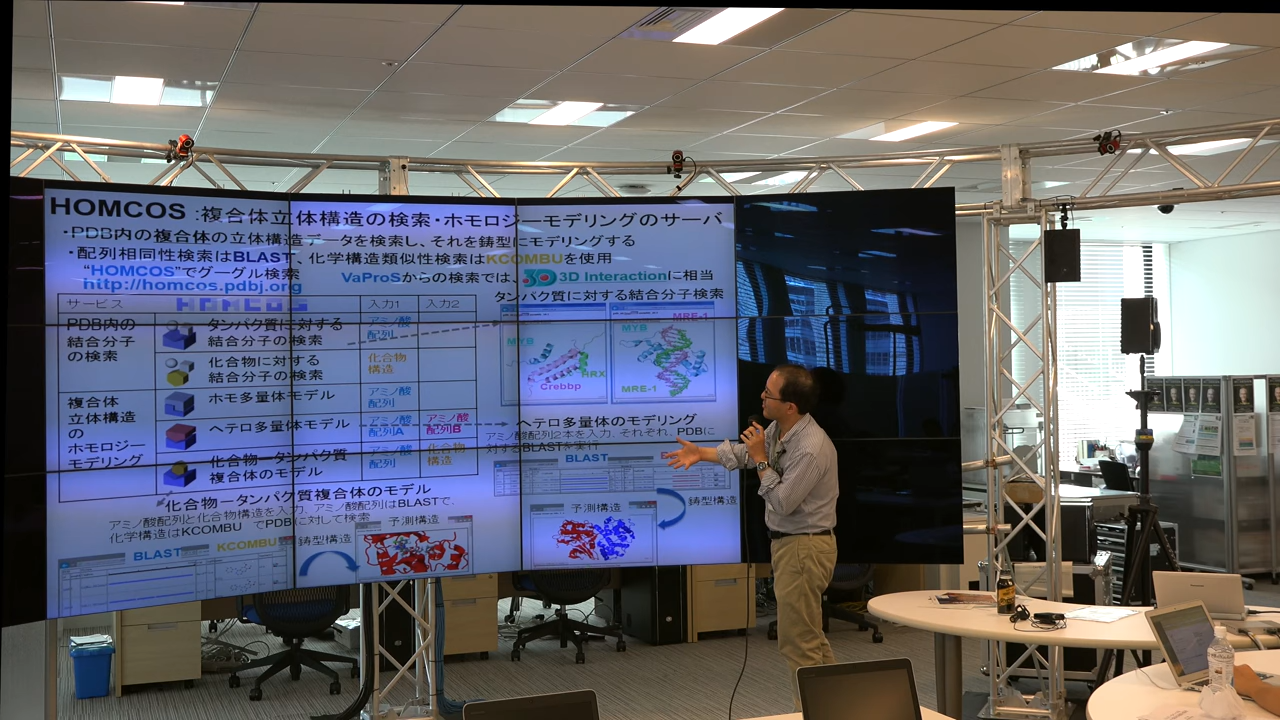 HOMCOS :複合体立体構造の検索・ホモロジーモデリングのサーバ
・PDB内の複合体の立体構造データを検索し、それを鋳型にモデリングする
・配列相同性検索はBLAST、化学構造類似性検索はKCOMBUを使用
“HOMCOS”でグーグル検索
http://homcos.pdbj.org
VaProSからの検索では、3D 3D Interactionに相当
サービス
HOMCOS
入力1
2
PDB内の
結合分子
の検索
タンパク質に対する
結合分子の検索
アミノ酸
配列
化合物に対する
結合分子の検索
化合物
構造
複合体
立体構造
の
ホモロジー
モデリング
ホモ多量体モデル
アミノ酸
配列
ヘテロ多量体モデル
アミノ酸
配列A
アミノ酸
配列B
化合物ータンパク質
複合体のモデル
アミノ酸
配列
化合物
構造
タンパク質に対する結合分子検索
MYB
RRX
Crebbp
MRE-1
MYB
MRE-1
ヘテロ多量体のモデリング
アミノ酸配列2本を入力、それぞれ、PDBに
対するBLASTを実行
BLAST
予測構造
鋳型構造
化合物ータンパク質複合体のモデル
アミノ酸配列と化合物構造を入力、アミノ酸配列はBLASTで、
化学構造はKCOMBU でPDBに対して検索
BLAST
KCOMBU
鋳型構造
予測構造